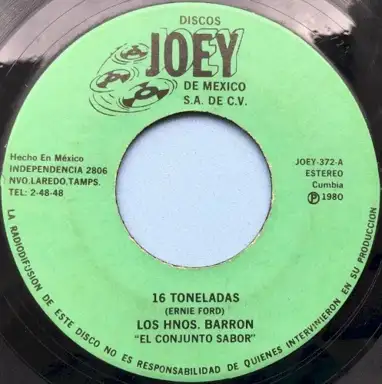 DISCOS
JOEY
DE MEXICO
S.A. DE C.V.
Hecho En México
INDEPENDENCIA 2806
NVO. LAREDO, TAMPS.
TEL: 2-48-48
JOEY-372-A
ESTEREO
Cumbia
Ⓟ 1980
16 TONELADAS
(ERNIE FORD)
LOS HNOS. BARRON
"EL CONJUNTO SABOR"
LA RADIODIFUSION DE ESTE DISCO NO ES RESPONSABILIDAD DE QUIENES INTERVINIERON EN SU PRODUCCION